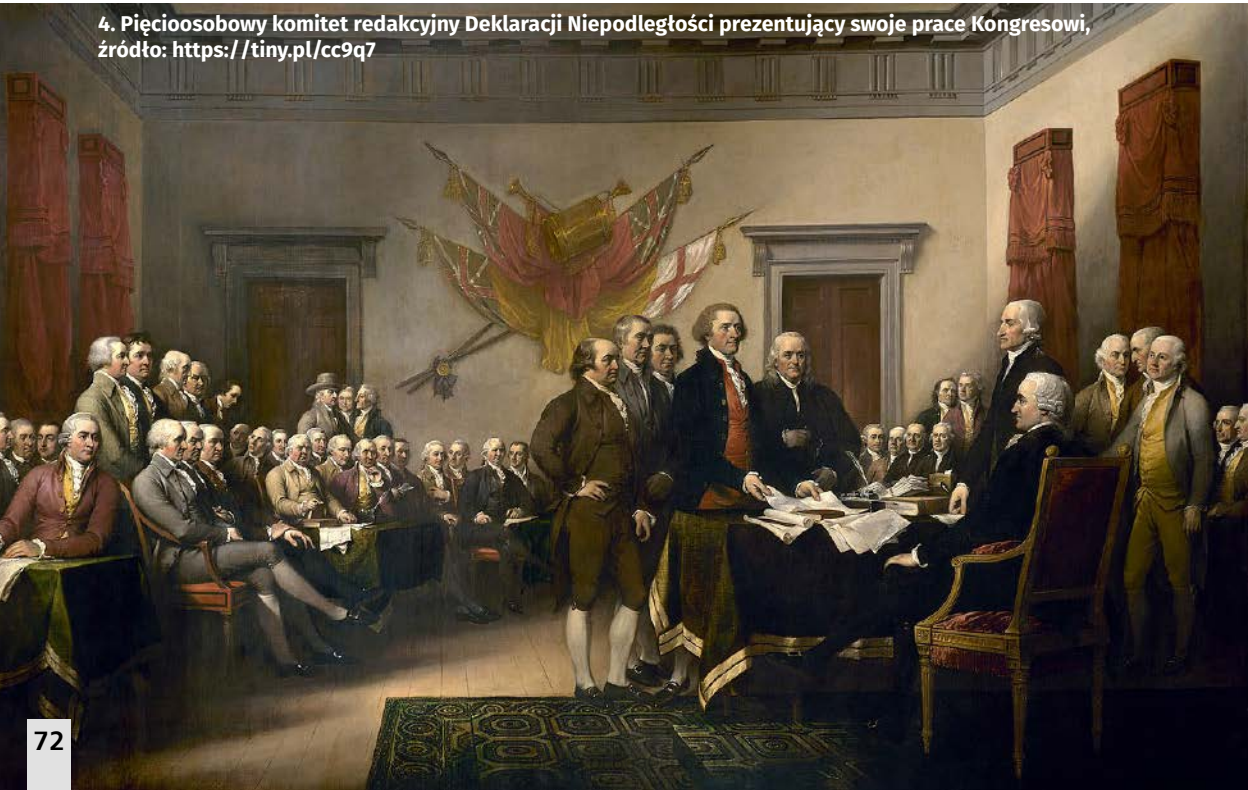 4. Pięcioosobowy komitet redakcyjny Deklaracji Niepodległości prezentujący swoje prace Kongresowi,
źródło: https://tiny.pl/cc9q7
72